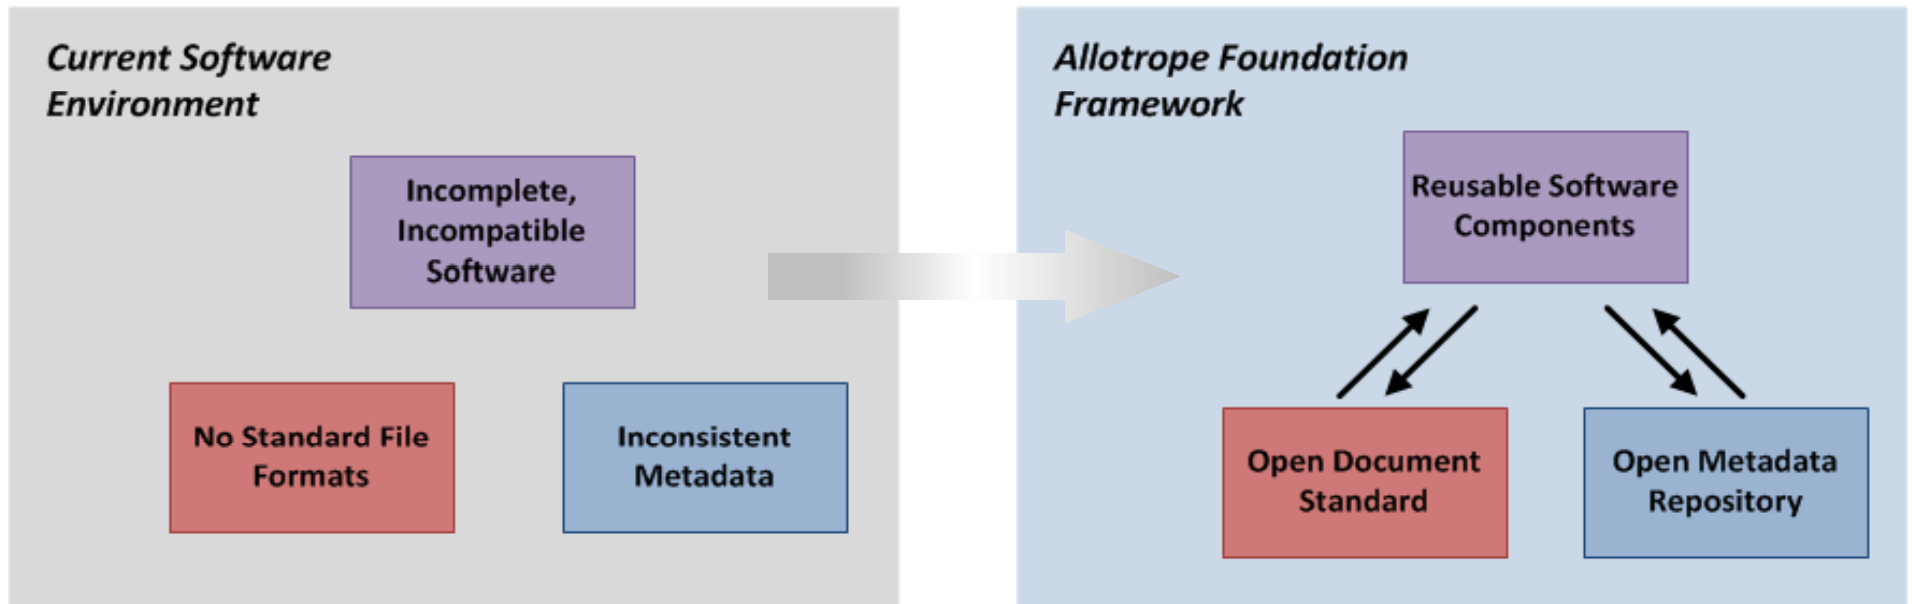 Current Software
Environment
Incomplete,
Incompatible
Software
No Standard File
Formats
Inconsistent
Metadata
Allotrope Foundation
Framework
Reusable Software
Components
Open Document
Standard
Open Metadata
Repository